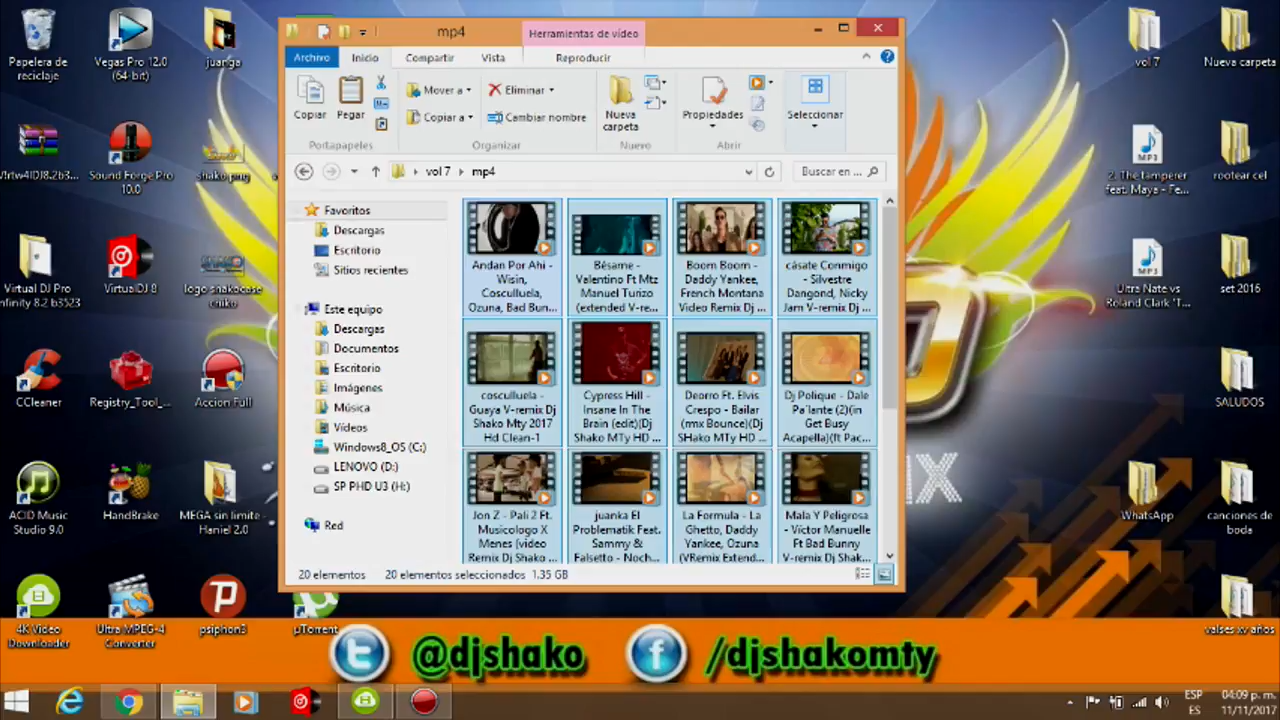 mp4
Herramientas de vídeo
Archivo
Inicio
Compartir
Vista
Reproducir
Copiar
Pegar
Mover a
Copiar a
Eliminar
Cambiar nombre
Nueva
carpeta
Propiedades
Seleccionar
Portapapeles
Organizar
Nuevo
Abrir
vol 7
mp4
Buscar en ...
Favoritos
Descargas
Escritorio
Sitios recientes
Este equipo
Descargas
Documentos
Escritorio
Imágenes
Música
Vídeos
Windows8_OS (C:)
LENOVO (D:)
SP PHD U3 (H:)
Red
Andan Por Ahi -
Wisin,
Cosculluela,
Ozuna, Bad Bun...
Bésame -
Valentino Ft Mtz
Manuel Turizo
(extended V-re...
Boom Boom -
Daddy Yankee,
French Montana
Video Remix Dj ...
cásate Conmigo
- Silvestre
Dangond, Nicky
Jam V-remix Dj ...
cosculluela -
Guaya V-remix Dj
Shako Mty 2017
Hd Clean-1
Cypress Hill -
Insane In The
Brain (edit)(Dj
SHako MTy HD ...
Deorro Ft. Elvis
Crespo - Bailar
(rmx Bounce)(Dj
SHako MTy HD ...
Dj Polique - Dale
Pa'lante (2)(in
Get Busy
Acapella)(ft Pac...
Jon Z - Pali 2 Ft.
Musicologo X
Menes (video
Remix Dj Shako ...
juanka El
Problematik Feat.
Sammy &
Falsetto - Noch...
La Formula - La
Ghetto, Daddy
Yankee, Ozuna
(VRemix Extend...
Mala Y Peligrosa
- Víctor Manuelle
Ft Bad Bunny
V-remix Dj Shak...
20 elementos
20 elementos seleccionados 1.35 GB
Papelera de
reciclaje
Vegas Pro 12.0
(64-bit)
juanga
Sound Forge Pro
10.0
shako.png
Virtual DJ Pro
Infinity 8.2 b3523
VirtualDJ 8
logo snakocase
chiko
CCleaner
Registry_Tool_...
Accion Full
ACID Music
Studio 9.0
HandBrake
MEGA sin limite -
Haniel 2.0
4K Video
Downloader
Ultra MPEG-4
Converter
psiphon3
µTorrent
vol 7
Nueva carpeta
MP3
2. The tamperer
feat. Maya - Fe...
rootear cel
MP3
Ultra Nate vs
Roland Clark 'T...
set 2016
SALUDOS
WhatsApp
canciones de
boda
valses xv años
@djshako
/djshakomty
ESP
ES
04:09 p. m.
11/11/2017